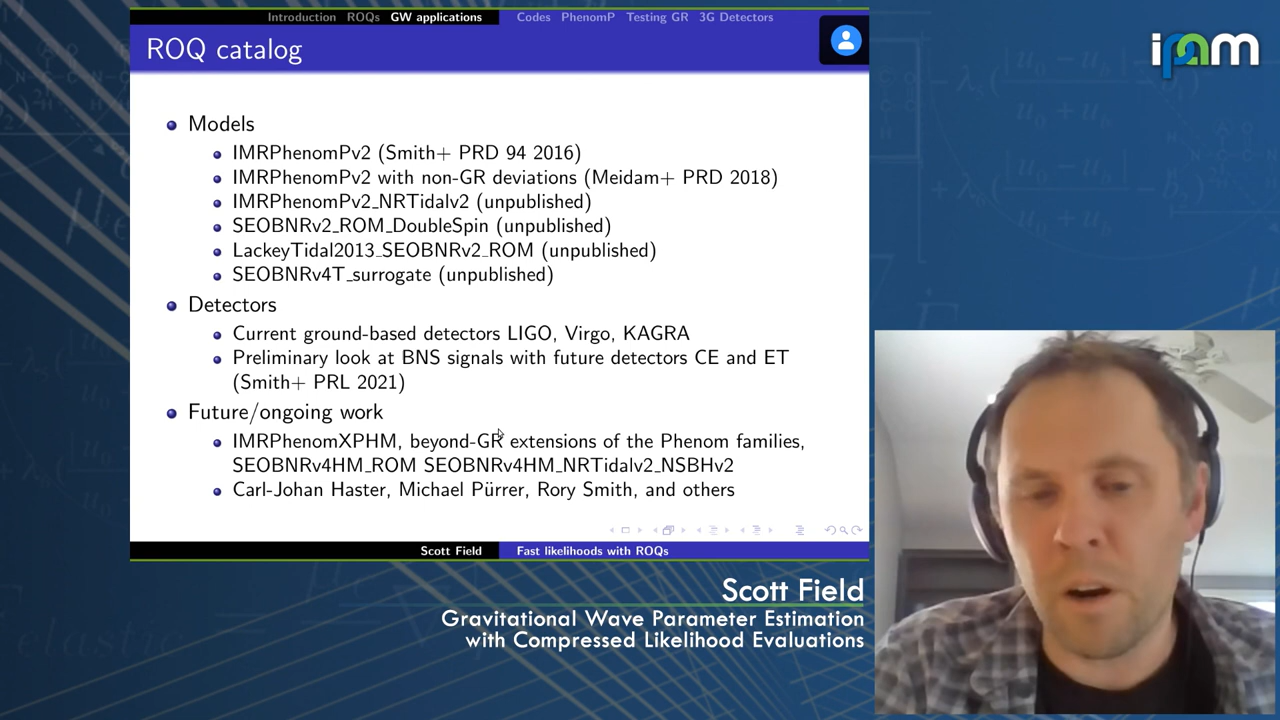 Introduction ROQs GW applications Codes PhenomP Testing GR 3G Detectors
ROQ catalog
ipam
Models
IMRPhenomPv2 (Smith+ PRD 94 2016)
IMRPhenomPv2 with non-GR deviations (Meidam+ PRD 2018)
IMRPhenomPv2_NRTidalv2 (unpublished)
SEOBNRv2_ROM_DoubleSpin (unpublished)
LackeyTidal2013_SEOBNRv2_ROM (unpublished)
SEOBNRv4T_surrogate (unpublished)
Detectors
Current ground-based detectors LIGO, Virgo, KAGRA
Preliminary look at BNS signals with future detectors CE and ET
(Smith+ PRL 2021)
Future/ongoing work
IMRPhenomXPHM, beyond-GR extensions of the Phenom families,
SEOBNRv4HM_ROM SEOBNRv4HM_NRTidalv2_NSBHv2
Carl-Johan Haster, Michael Pürrer, Rory Smith, and others
Scott Field Fast likelihoods with ROQs
Scott Field
Gravitational Wave Parameter Estimation
with Compressed Likelihood Evaluations